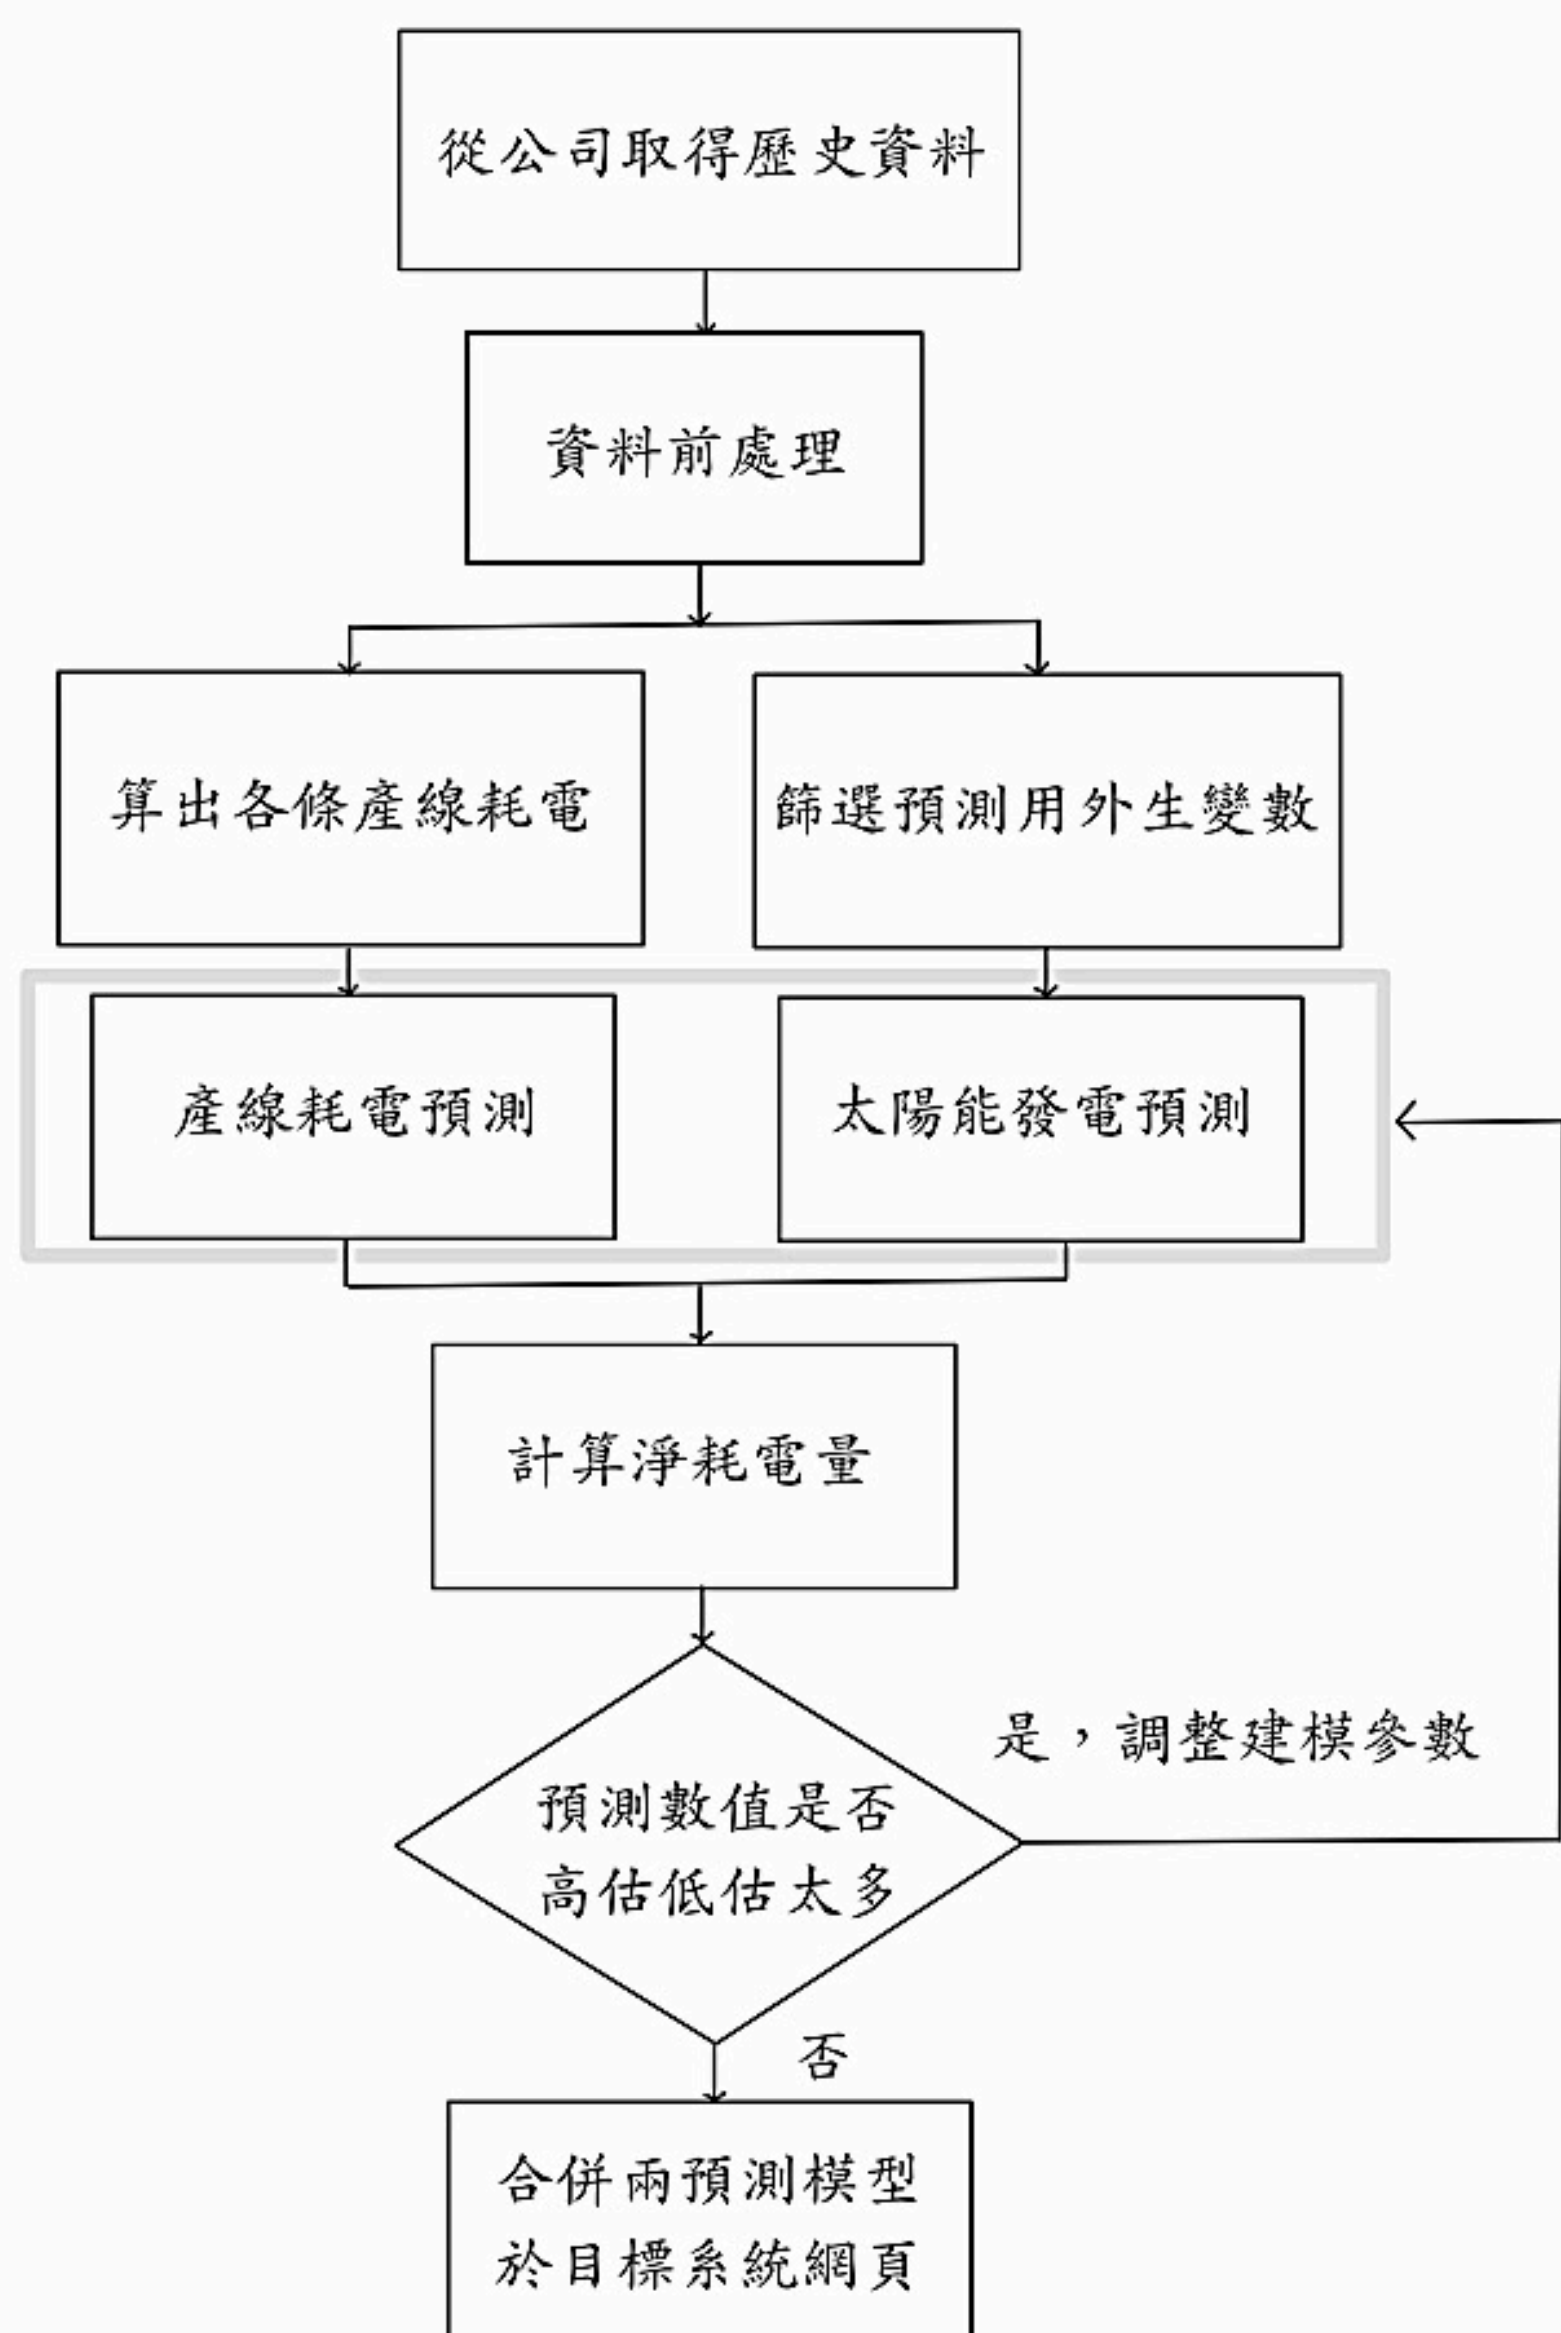 從公司取得歷史資料
資料前處理
算出各條產線耗電
篩選預測用外生變數
產線耗電預測
太陽能發電預測
計算淨耗電量
是，調整建模參數
預測數值是否
高估低估太多
否
合併兩預測模型
於目標系統網頁